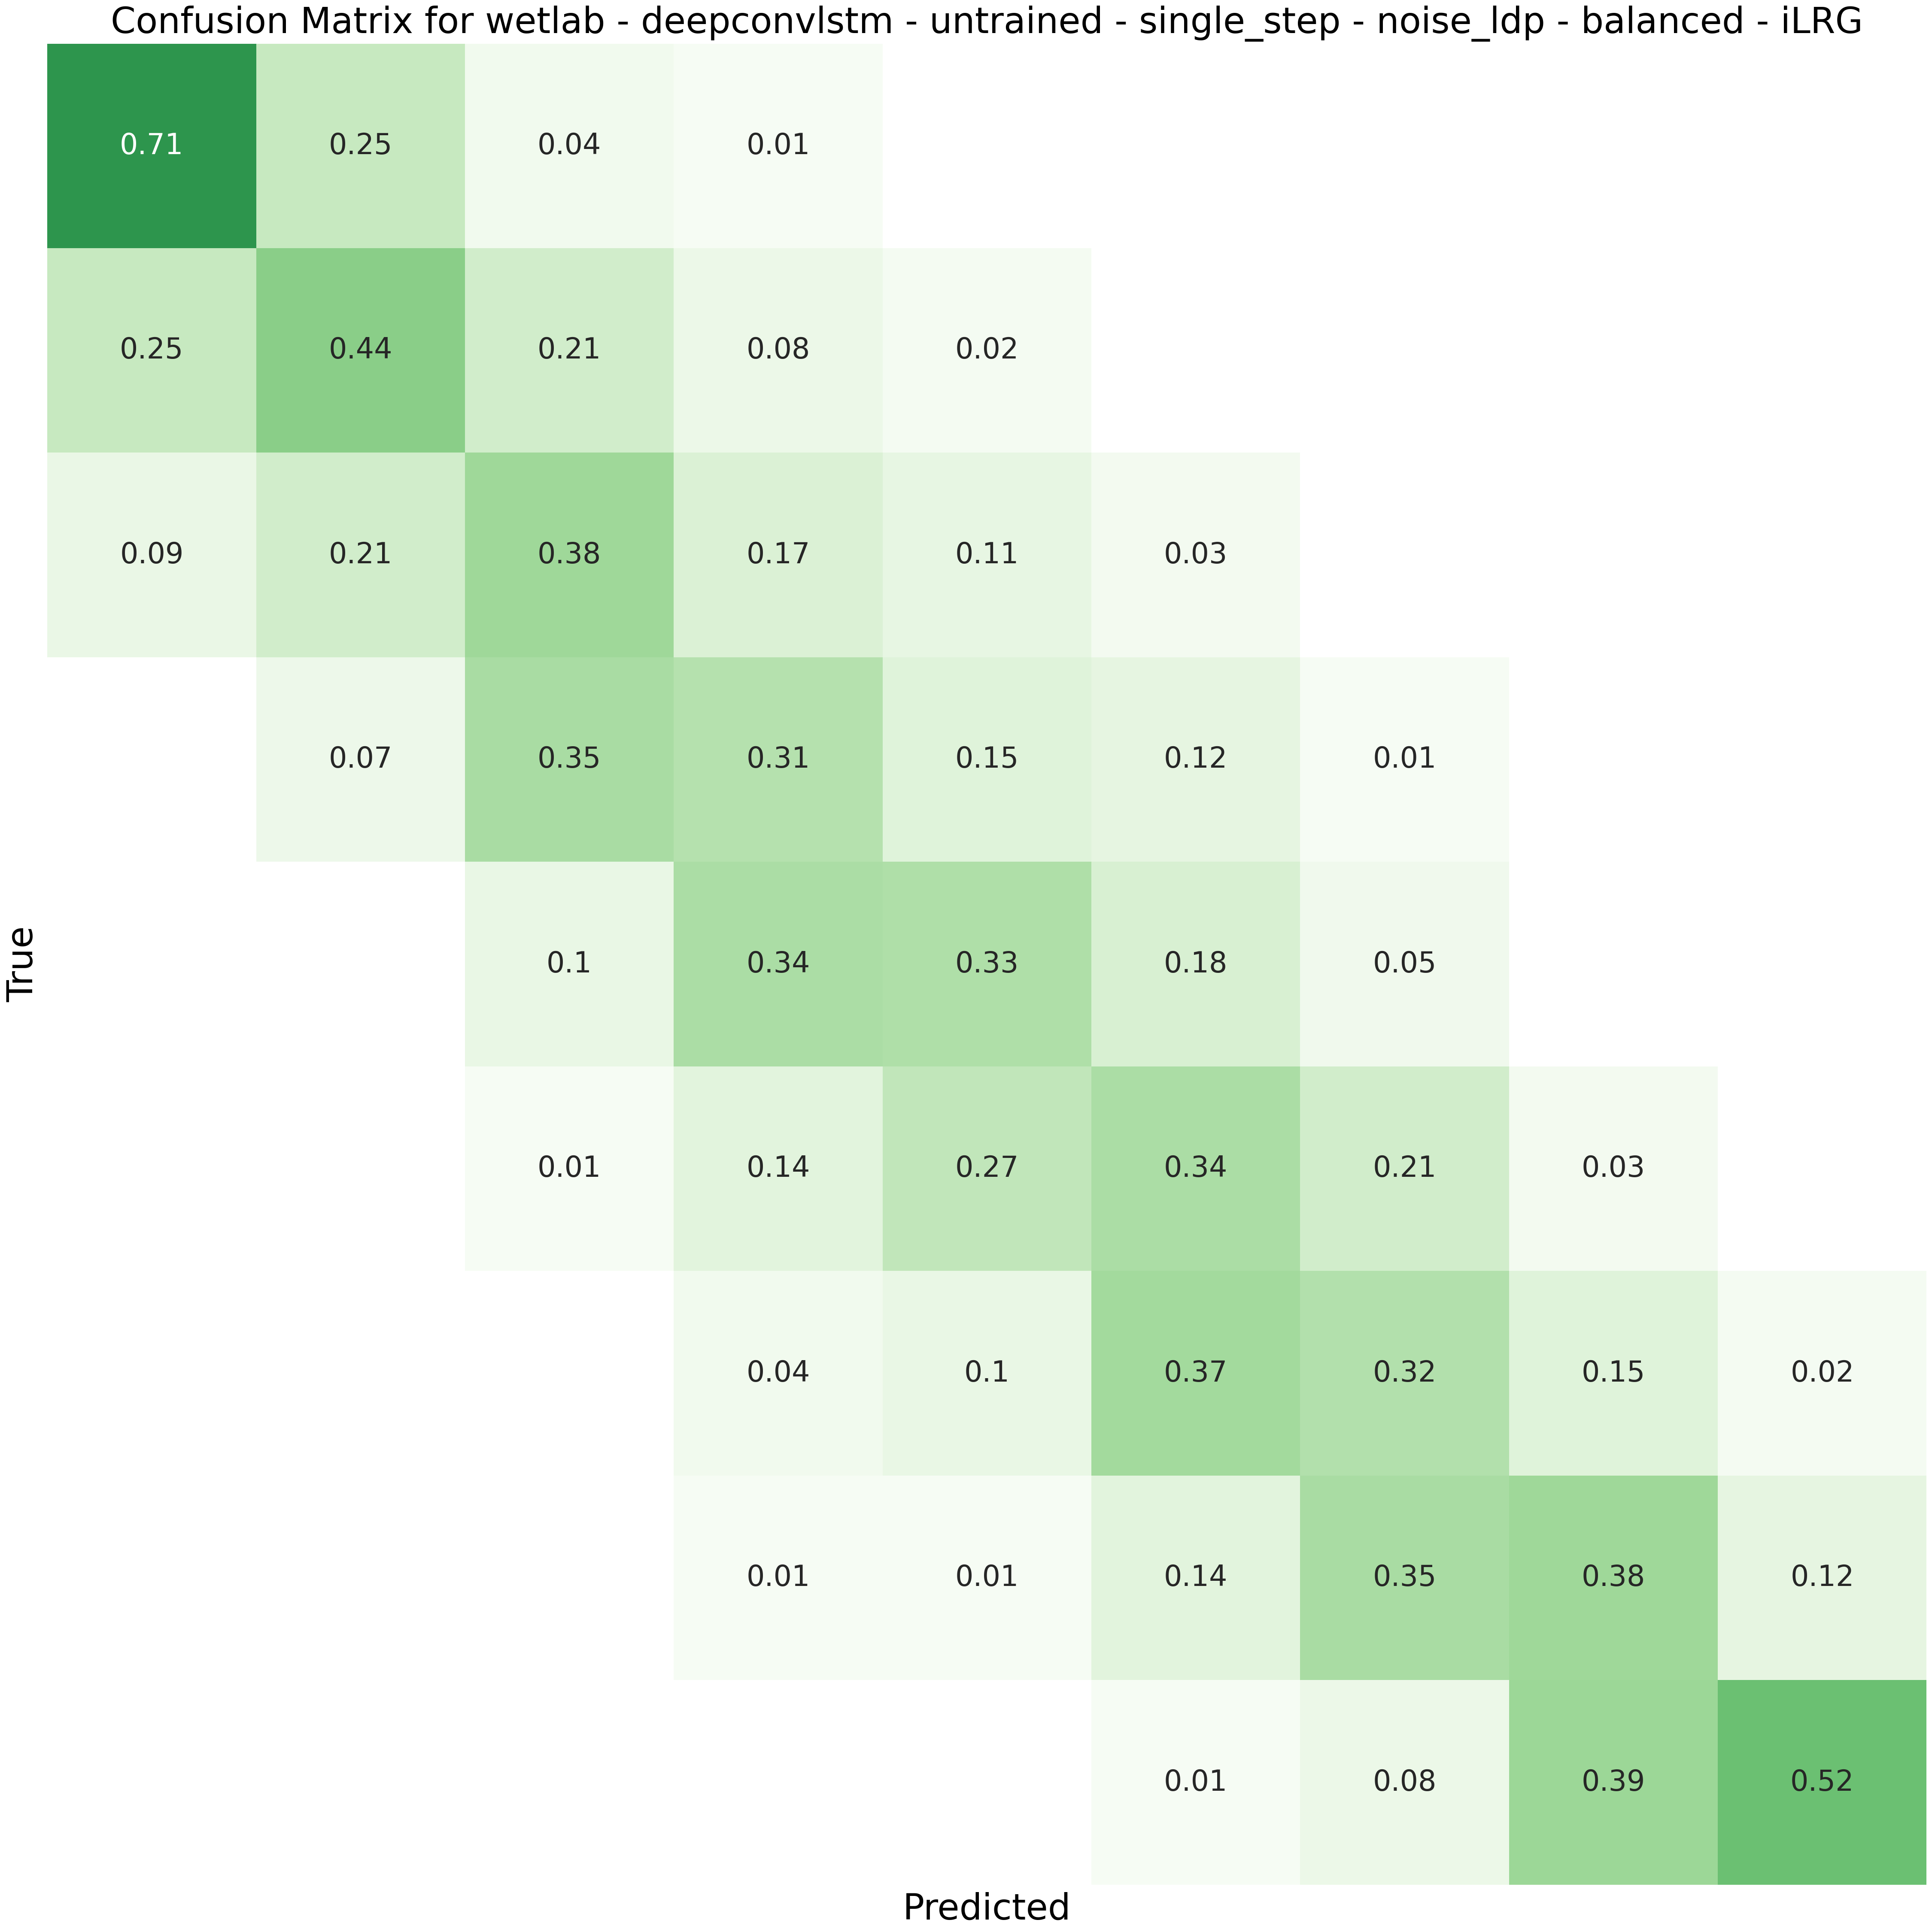 Confusion Matrix for wetlab - deepconvlstm - untrained - single_step - noise_ldp - balanced - iLRG
0.71 0.25 0.04 0.01
0.25 0.44 0.21 0.08 0.02
0.09 0.21 0.38 0.17 0.11 0.03
0.07 0.35 0.31 0.15 0.12 0.01
True
0.1 0.34 0.33 0.18 0.05
0.01 0.14 0.27 0.34 0.21 0.03
0.04 0.1 0.37 0.32 0.15 0.02
0.01 0.01 0.14 0.35 0.38 0.12
0.01 0.08 0.39 0.52
Predicted